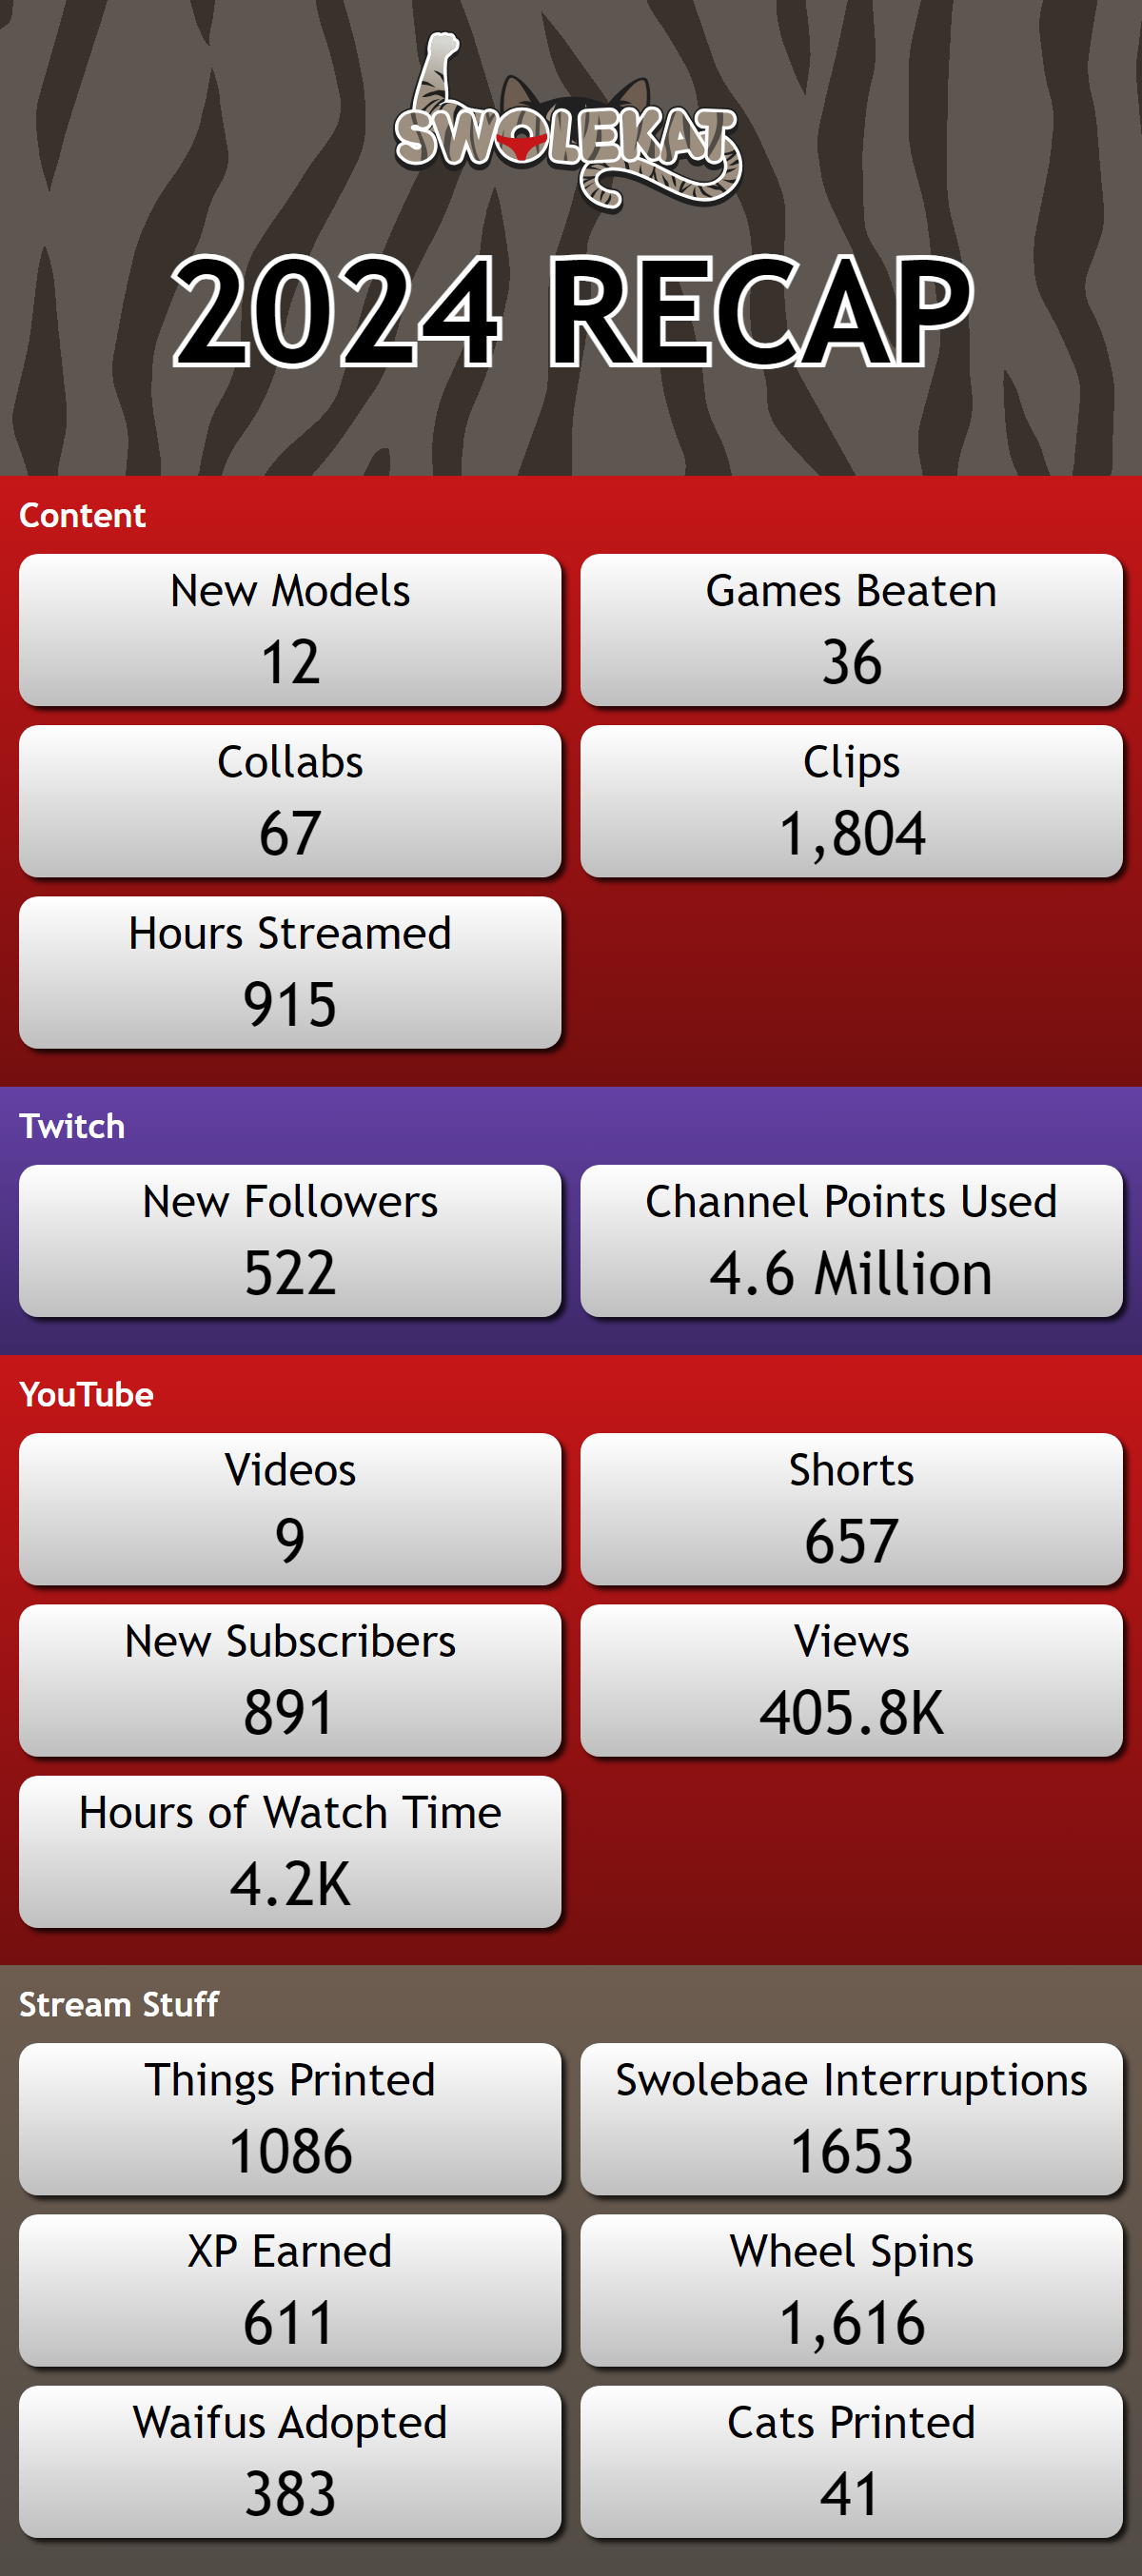 SWOLEKAT
2024 RECAP
Content
New Models
12
Games Beaten
36
Collabs
67
Clips
1,804
Hours Streamed
915
Twitch
New Followers
522
Channel Points Used
4.6 Million
YouTube
Videos
9
Shorts
657
New Subscribers
891
Views
405.8K
Hours of Watch Time
4.2K
Stream Stuff
Things Printed
1086
Swolebae Interruptions
1653
XP Earned
611
Wheel Spins
1,616
Waifus Adopted
383
Cats Printed
41